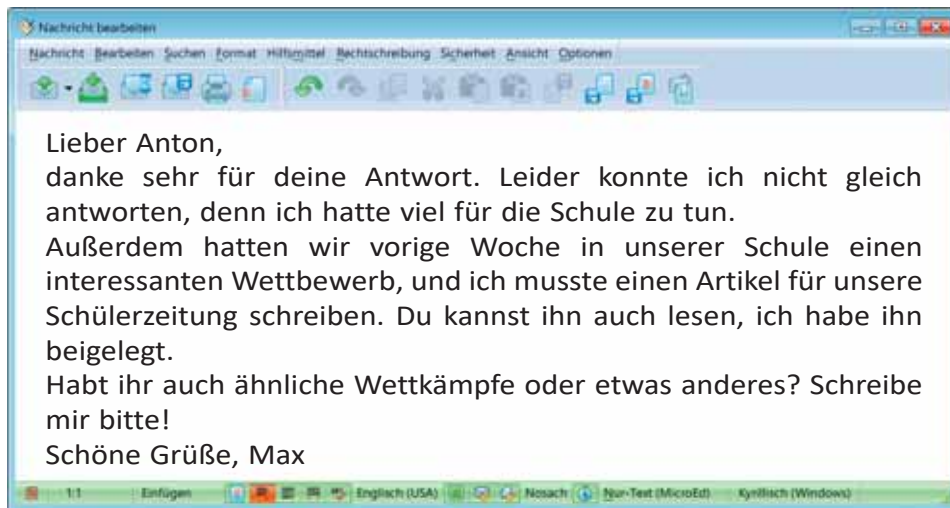 Nachricht bearbeiten
Nachricht Bearbeiten Suchen Format Hilfsmittel Rechtschreibung Sicherheit Ansicht Optionen
Lieber Anton,
danke sehr für deine Antwort. Leider konnte ich nicht gleich
antworten, denn ich hatte viel für die Schule zu tun.
Außerdem hatten wir vorige Woche in unserer Schule einen
interessanten Wettbewerb, und ich musste einen Artikel für unsere
Schülerzeitung schreiben. Du kannst ihn auch lesen, ich habe ihn
beigelegt.
Habt ihr auch ähnliche Wettkämpfe oder etwas anderes? Schreibe
mir bitte!
Schöne Grüße, Max
1:1 Einfügen Englisch (USA) Nosach Nur-Text (MicroEd) Kyrillisch (Windows)